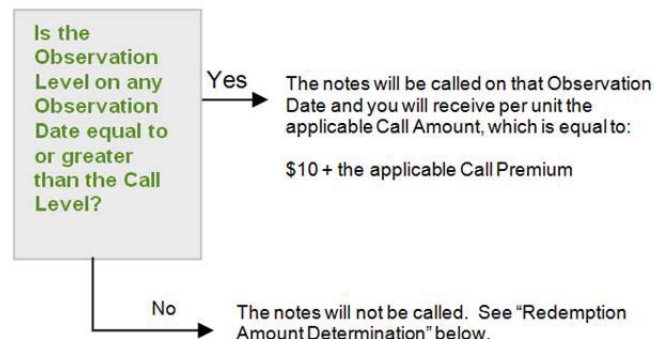 Is the
Observation
Level on any
Observation
Date equal to
or greater
than the Call
Level?
Yes
The notes will be called on that Observation
Date and you will receive per unit the
applicable Call Amount, which is equal to:
$10 + the applicable Call Premium
No
The notes will not be called. See “Redemption
Amount Determination” below.